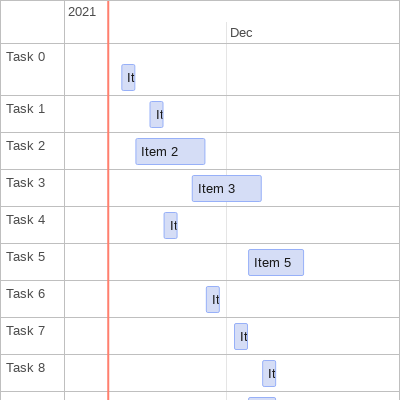 2021
Dec
Task 0
It
Task 1
It
Task 2
Item 2
Task 3
Item 3
Task 4
It
Task 5
Item 5
Task 6
It
Task 7
It
Task 8
It